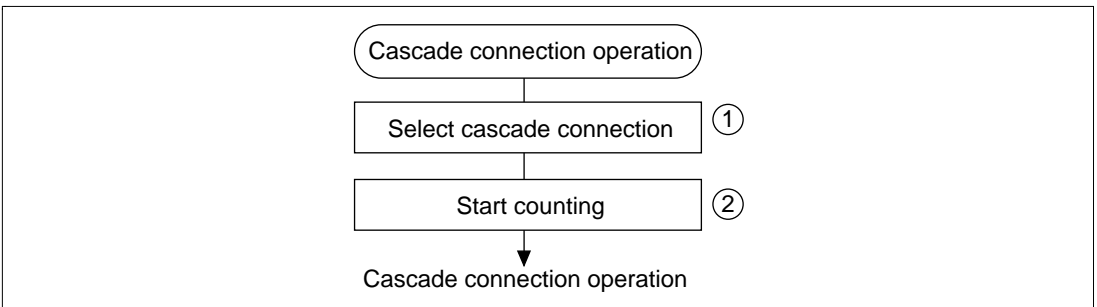 Cascade connection operation
Select cascade connection ①
Start counting ②
Cascade connection operation